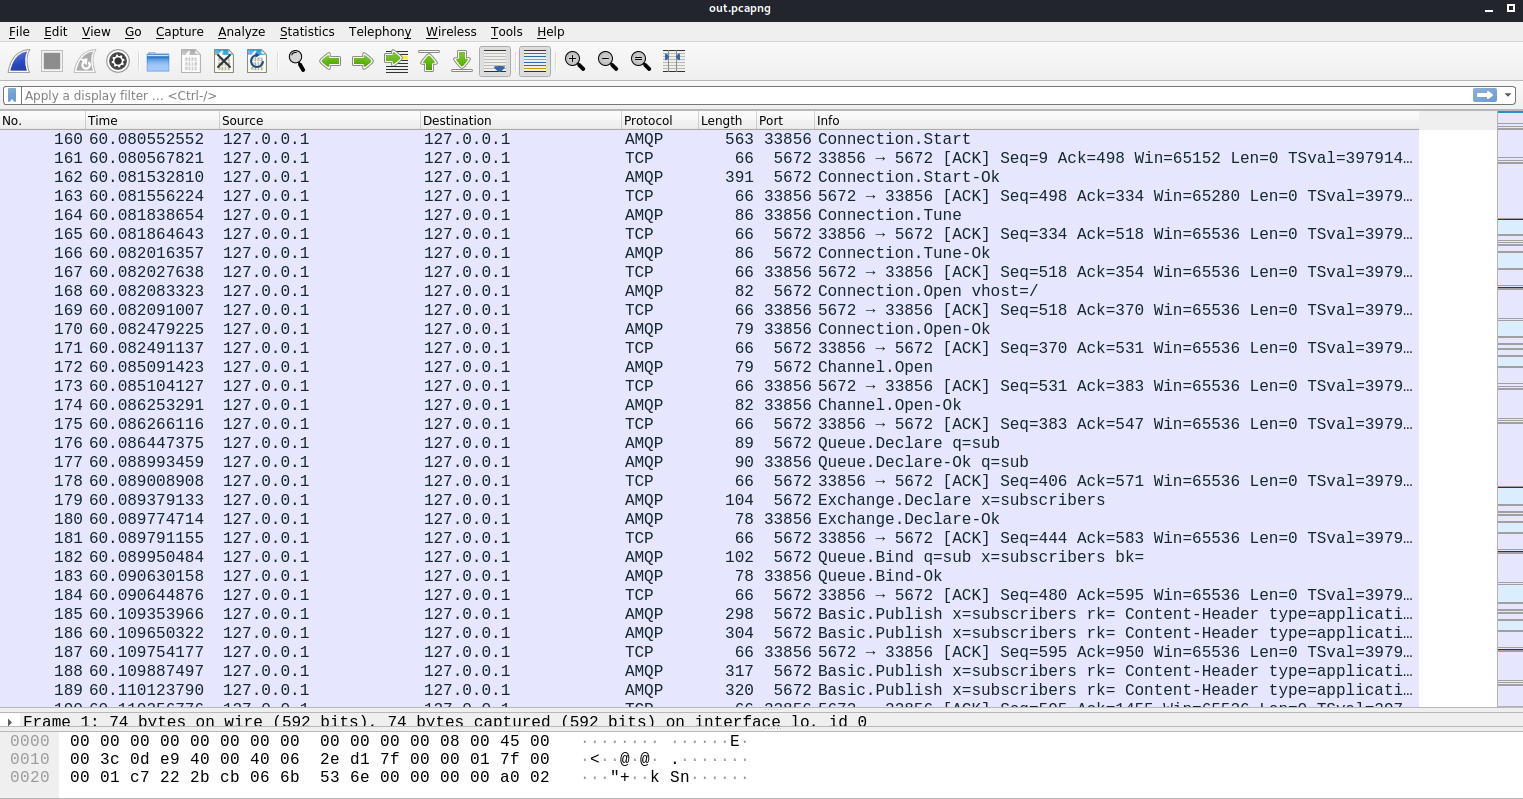 out.pcapng
File Edit View Go Capture Analyze Statistics Telephony Wireless Tools Help
Apply a display filter … <Ctrl-/>
No. Time Source Destination Protocol Length Port Info
160 60.080552552 127.0.0.1 127.0.0.1 AMQP 563 33856 Connection.Start
161 60.080567821 127.0.0.1 127.0.0.1 TCP 66 5672 33856 → 5672 [ACK] Seq=9 Ack=498 Win=65152 Len=0 TSval=397914…
162 60.081532810 127.0.0.1 127.0.0.1 AMQP 391 5672 Connection.Start-Ok
163 60.081556224 127.0.0.1 127.0.0.1 TCP 66 33856 5672 → 33856 [ACK] Seq=498 Ack=334 Win=65280 Len=0 TSval=3979…
164 60.081838654 127.0.0.1 127.0.0.1 AMQP 86 33856 Connection.Tune
165 60.081864643 127.0.0.1 127.0.0.1 TCP 66 5672 33856 → 5672 [ACK] Seq=334 Ack=518 Win=65536 Len=0 TSval=3979…
166 60.082016357 127.0.0.1 127.0.0.1 AMQP 86 5672 Connection.Tune-Ok
167 60.082027638 127.0.0.1 127.0.0.1 TCP 66 33856 5672 → 33856 [ACK] Seq=518 Ack=354 Win=65536 Len=0 TSval=3979…
168 60.082083323 127.0.0.1 127.0.0.1 AMQP 82 5672 Connection.Open vhost=/
169 60.082091007 127.0.0.1 127.0.0.1 TCP 66 33856 5672 → 33856 [ACK] Seq=518 Ack=370 Win=65536 Len=0 TSval=3979…
170 60.082479225 127.0.0.1 127.0.0.1 AMQP 79 33856 Connection.Open-Ok
171 60.082491137 127.0.0.1 127.0.0.1 TCP 66 5672 33856 → 5672 [ACK] Seq=370 Ack=531 Win=65536 Len=0 TSval=3979…
172 60.085091423 127.0.0.1 127.0.0.1 AMQP 79 5672 Channel.Open
173 60.085104127 127.0.0.1 127.0.0.1 TCP 66 33856 5672 → 33856 [ACK] Seq=531 Ack=383 Win=65536 Len=0 TSval=3979…
174 60.086253291 127.0.0.1 127.0.0.1 AMQP 82 33856 Channel.Open-Ok
175 60.086266116 127.0.0.1 127.0.0.1 TCP 66 5672 33856 → 5672 [ACK] Seq=383 Ack=547 Win=65536 Len=0 TSval=3979…
176 60.086447375 127.0.0.1 127.0.0.1 AMQP 89 5672 Queue.Declare q=sub
177 60.088993459 127.0.0.1 127.0.0.1 AMQP 90 33856 Queue.Declare-Ok q=sub
178 60.089008908 127.0.0.1 127.0.0.1 TCP 66 5672 33856 → 5672 [ACK] Seq=406 Ack=571 Win=65536 Len=0 TSval=3979…
179 60.089379133 127.0.0.1 127.0.0.1 AMQP 104 5672 Exchange.Declare x=subscribers
180 60.089774714 127.0.0.1 127.0.0.1 AMQP 78 33856 Exchange.Declare-Ok
181 60.089791155 127.0.0.1 127.0.0.1 TCP 66 5672 33856 → 5672 [ACK] Seq=444 Ack=583 Win=65536 Len=0 TSval=3979…
182 60.089950484 127.0.0.1 127.0.0.1 AMQP 102 5672 Queue.Bind q=sub x=subscribers bk=
183 60.090630158 127.0.0.1 127.0.0.1 AMQP 78 33856 Queue.Bind-Ok
184 60.090644876 127.0.0.1 127.0.0.1 TCP 66 5672 33856 → 5672 [ACK] Seq=480 Ack=595 Win=65536 Len=0 TSval=3979…
185 60.109353966 127.0.0.1 127.0.0.1 AMQP 298 5672 Basic.Publish x=subscribers rk= Content-Header type=applicati…
186 60.109650322 127.0.0.1 127.0.0.1 AMQP 304 5672 Basic.Publish x=subscribers rk= Content-Header type=applicati…
187 60.109754177 127.0.0.1 127.0.0.1 TCP 66 33856 5672 → 33856 [ACK] Seq=595 Ack=950 Win=65536 Len=0 TSval=3979…
188 60.109887497 127.0.0.1 127.0.0.1 AMQP 317 5672 Basic.Publish x=subscribers rk= Content-Header type=applicati…
189 60.110123790 127.0.0.1 127.0.0.1 AMQP 320 5672 Basic.Publish x=subscribers rk= Content-Header type=applicati…
Frame 1: 74 bytes on wire (592 bits), 74 bytes captured (592 bits) on interface lo, id 0
0000 00 00 00 00 00 00 00 00 00 00 00 00 08 00 45 00 ········ ······E·
0010 00 3c 0d e9 40 00 40 06 2e d1 7f 00 00 01 7f 00 ·<··@·@· .·······
0020 00 01 c7 22 2b cb 06 6b 53 6e 00 00 00 00 a0 02 ···"+··k Sn······